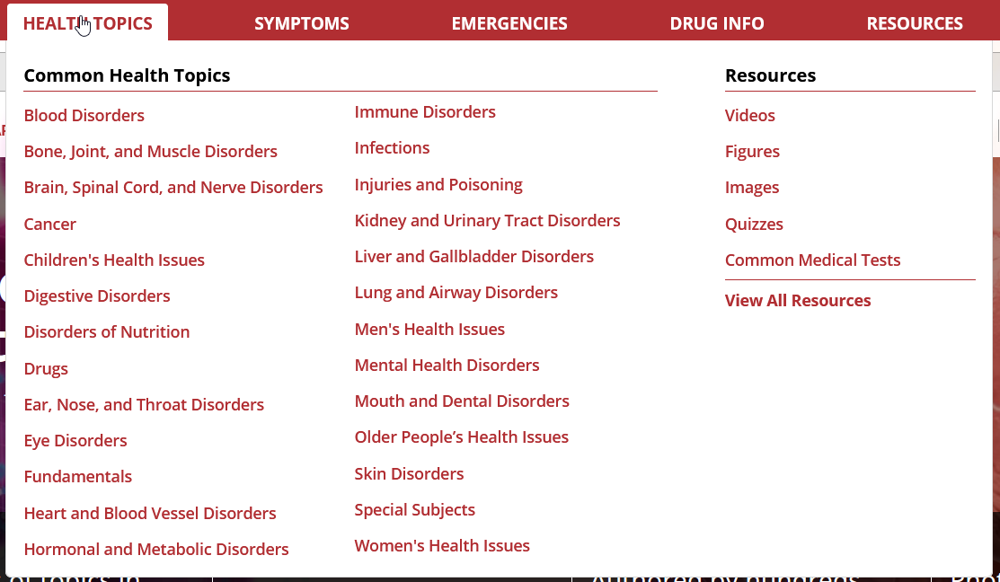 HEALTH TOPICS
SYMPTOMS
EMERGENCIES
DRUG INFO
RESOURCES
Common Health Topics
Blood Disorders
Bone, Joint, and Muscle Disorders
Brain, Spinal Cord, and Nerve Disorders
Cancer
Children's Health Issues
Digestive Disorders
Disorders of Nutrition
Drugs
Ear, Nose, and Throat Disorders
Eye Disorders
Fundamentals
Heart and Blood Vessel Disorders
Hormonal and Metabolic Disorders
Immune Disorders
Infections
Injuries and Poisoning
Kidney and Urinary Tract Disorders
Liver and Gallbladder Disorders
Lung and Airway Disorders
Men's Health Issues
Mental Health Disorders
Mouth and Dental Disorders
Older People’s Health Issues
Skin Disorders
Special Subjects
Women's Health Issues
Resources
Videos
Figures
Images
Quizzes
Common Medical Tests
View All Resources